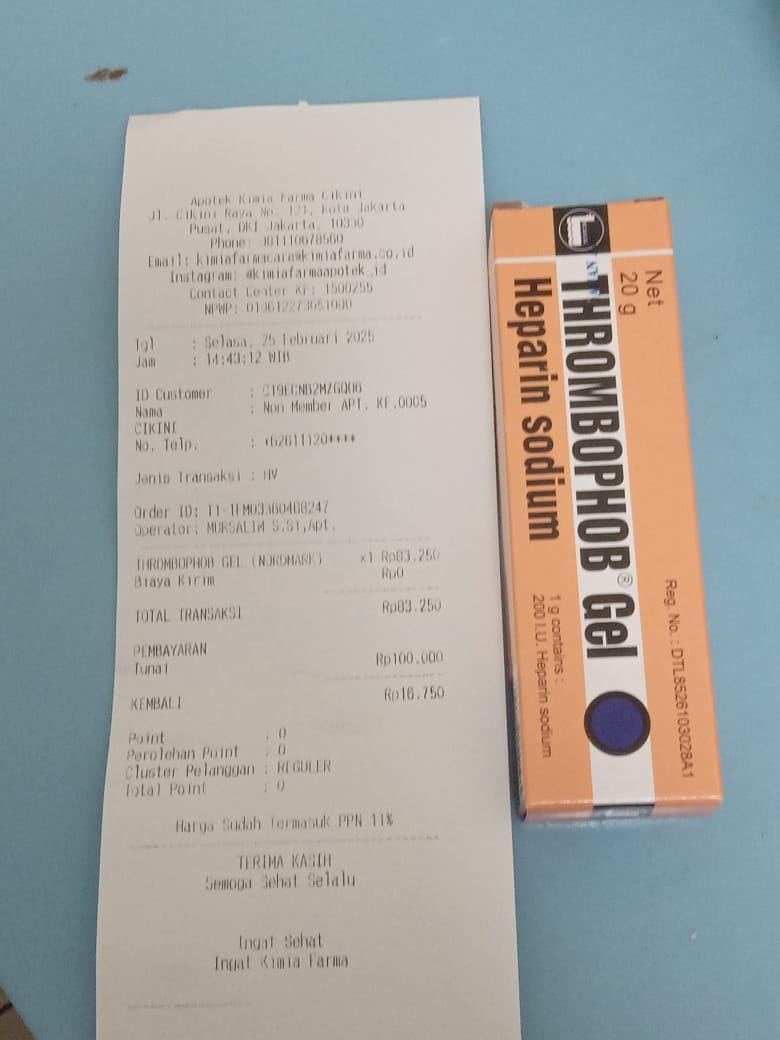 Apotek Kimia Farma Cikini
Jl. Cikini Raya No. 121, Kota Jakarta
Pusat, DKI Jakarta, 10330
Phone: 081110678560
Email: kimiafarmacare@kimiafarma.co.id
Instagram: @kimiafarmaapotek_id
Contact Center KF: 1500255
NPWP:
Tgl : Selasa, 25 Februari 2025
Jam : 14:43:12 WIB
ID Customer :
Nama : Non Member APT. KF.0005
CIKINI
No. Telp. : +62811120****
Jenis Transaksi :
Order ID:
Operator: MURSALIM S.Si,Apt.
THROMBOPHOB GEL (NORDMARK) x1 Rp83.250
Biaya Kirim Rp0
TOTAL TRANSAKSI Rp83.250
PEMBAYARAN
Tunai Rp100.000
KEMBALI Rp16.750
Point : 0
Perolehan Point : 0
Cluster Pelanggan : REGULER
Total Point : 0
Harga Sudah Termasuk PPN 11%
TERIMA KASIH
Semoga Sehat Selalu
Ingat Sehat
Ingat Kimia Farma
Net
20 g
THROMBOPHOB® Gel
Heparin sodium
1 g contains :
200 I.U. Heparin sodium
Reg. No. : DTL8526103028A1